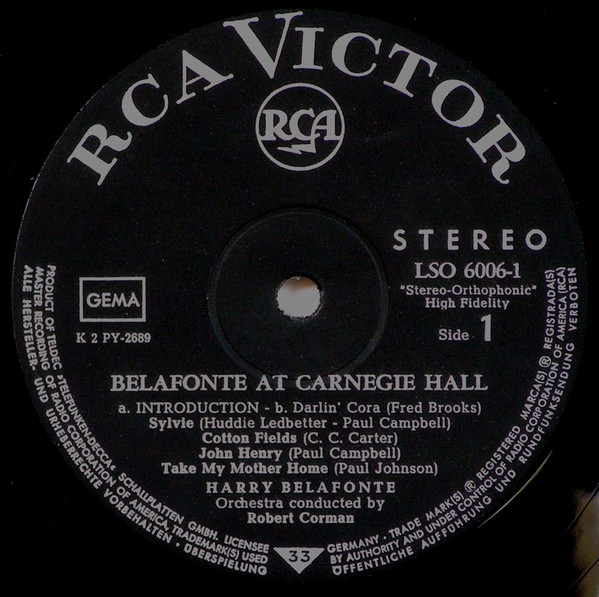 RCA VICTOR
RCA
STEREO
LSO 6006-1
"Stereo-Orthophonic"
High Fidelity
Side 1
GEMA
K 2 PY-2689
BELAFONTE AT CARNEGIE HALL
a. INTRODUCTION - b. Darlin' Cora (Fred Brooks)
Sylvie (Huddie Ledbetter - Paul Campbell)
Cotton Fields (C. C. Carter)
John Henry (Paul Campbell)
Take My Mother Home (Paul Johnson)
HARRY BELAFONTE
Orchestra conducted by
Robert Corman
33
PRODUCT OF TELDEC »TELEFUNKEN-DECCA« SCHALLPLATTEN GMBH. LICENSEE
MASTER RECORDING OF RADIO CORPORATION OF AMERICA, TRADEMARK(S) USED
ALLE HERSTELLER- UND URHEBERRECHTE VORBEHALTEN · ÜBERSPIELUNG
GERMANY - TRADE MARK(S) ® REGISTERED. MARCA(S) ® REGISTRADA(S)
BY AUTHORITY AND UNDER CONTROL OF RADIO CORPORATION OF AMERICA (RCA)
ÖFFENTLICHE AUFFÜHRUNG UND RUNDFUNKSENDUNG VERBOTEN